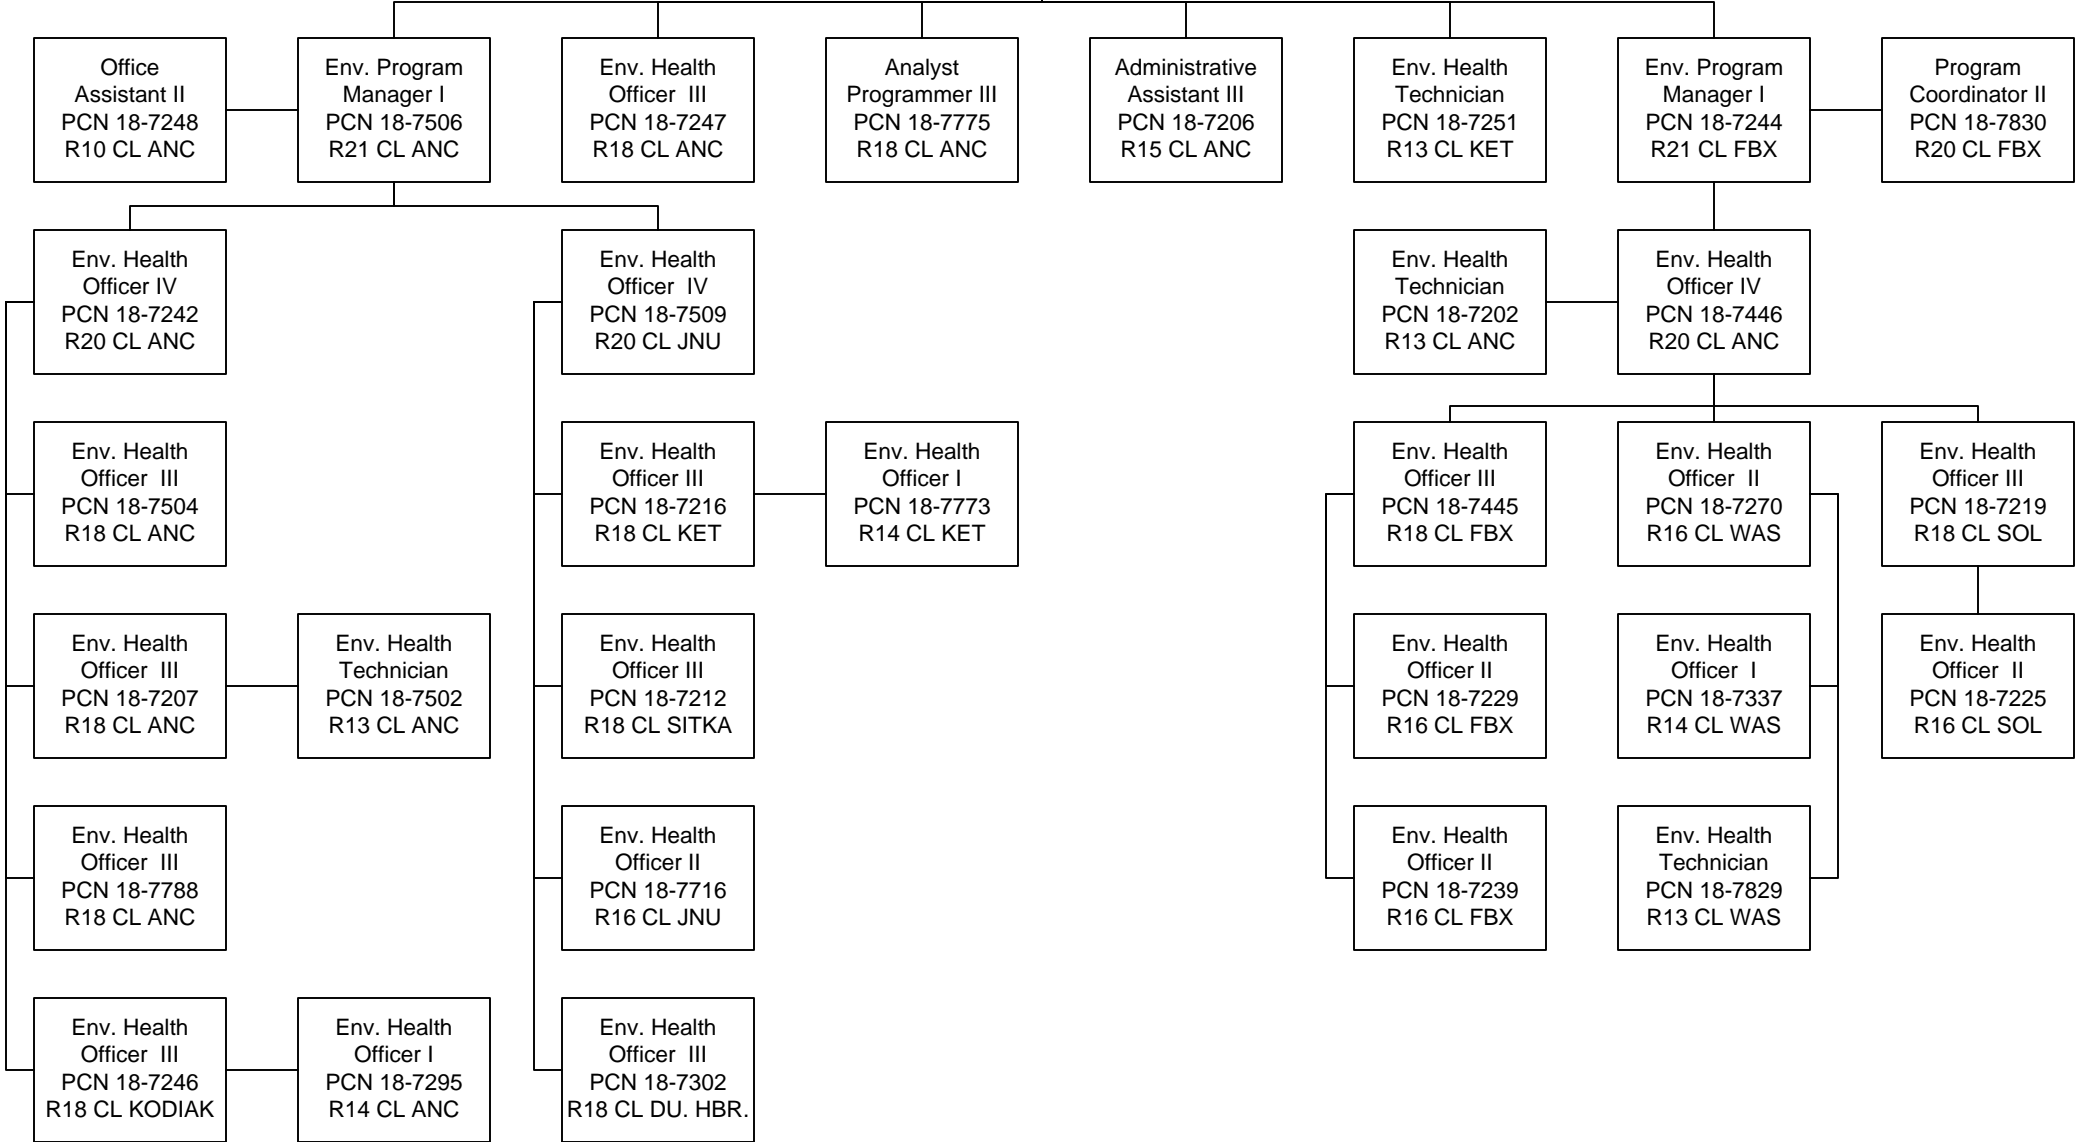 Office
Assistant II
PCN 18-7248
R10 CL ANC
Env. Program
Manager I
PCN 18-7506
R21 CL ANC
Env. Health
Officer III
PCN 18-7247
R18 CL ANC
Analyst
Programmer III
PCN 18-7775
R18 CL ANC
Administrative
Assistant III
PCN 18-7206
R15 CL ANC
Env. Health
Technician
PCN 18-7251
R13 CL KET
Env. Program
Manager I
PCN 18-7244
R21 CL FBX
Program
Coordinator II
PCN 18-7830
R20 CL FBX
Env. Health
Officer IV
PCN 18-7242
R20 CL ANC
Env. Health
Officer IV
PCN 18-7509
R20 CL JNU
Env. Health
Technician
PCN 18-7202
R13 CL ANC
Env. Health
Officer IV
PCN 18-7446
R20 CL ANC
Env. Health
Officer III
PCN 18-7504
R18 CL ANC
Env. Health
Officer III
PCN 18-7216
R18 CL KET
Env. Health
Officer I
PCN 18-7773
R14 CL KET
Env. Health
Officer III
PCN 18-7445
R18 CL FBX
Env. Health
Officer II
PCN 18-7270
R16 CL WAS
Env. Health
Officer III
PCN 18-7219
R18 CL SOL
Env. Health
Officer III
PCN 18-7207
R18 CL ANC
Env. Health
Technician
PCN 18-7502
R13 CL ANC
Env. Health
Officer III
PCN 18-7212
R18 CL SITKA
Env. Health
Officer II
PCN 18-7229
R16 CL FBX
Env. Health
Officer I
PCN 18-7337
R14 CL WAS
Env. Health
Officer II
PCN 18-7225
R16 CL SOL
Env. Health
Officer III
PCN 18-7788
R18 CL ANC
Env. Health
Officer II
PCN 18-7716
R16 CL JNU
Env. Health
Officer II
PCN 18-7239
R16 CL FBX
Env. Health
Technician
PCN 18-7829
R13 CL WAS
Env. Health
Officer III
PCN 18-7246
R18 CL KODIAK
Env. Health
Officer I
PCN 18-7295
R14 CL ANC
Env. Health
Officer III
PCN 18-7302
R18 CL DU. HBR.